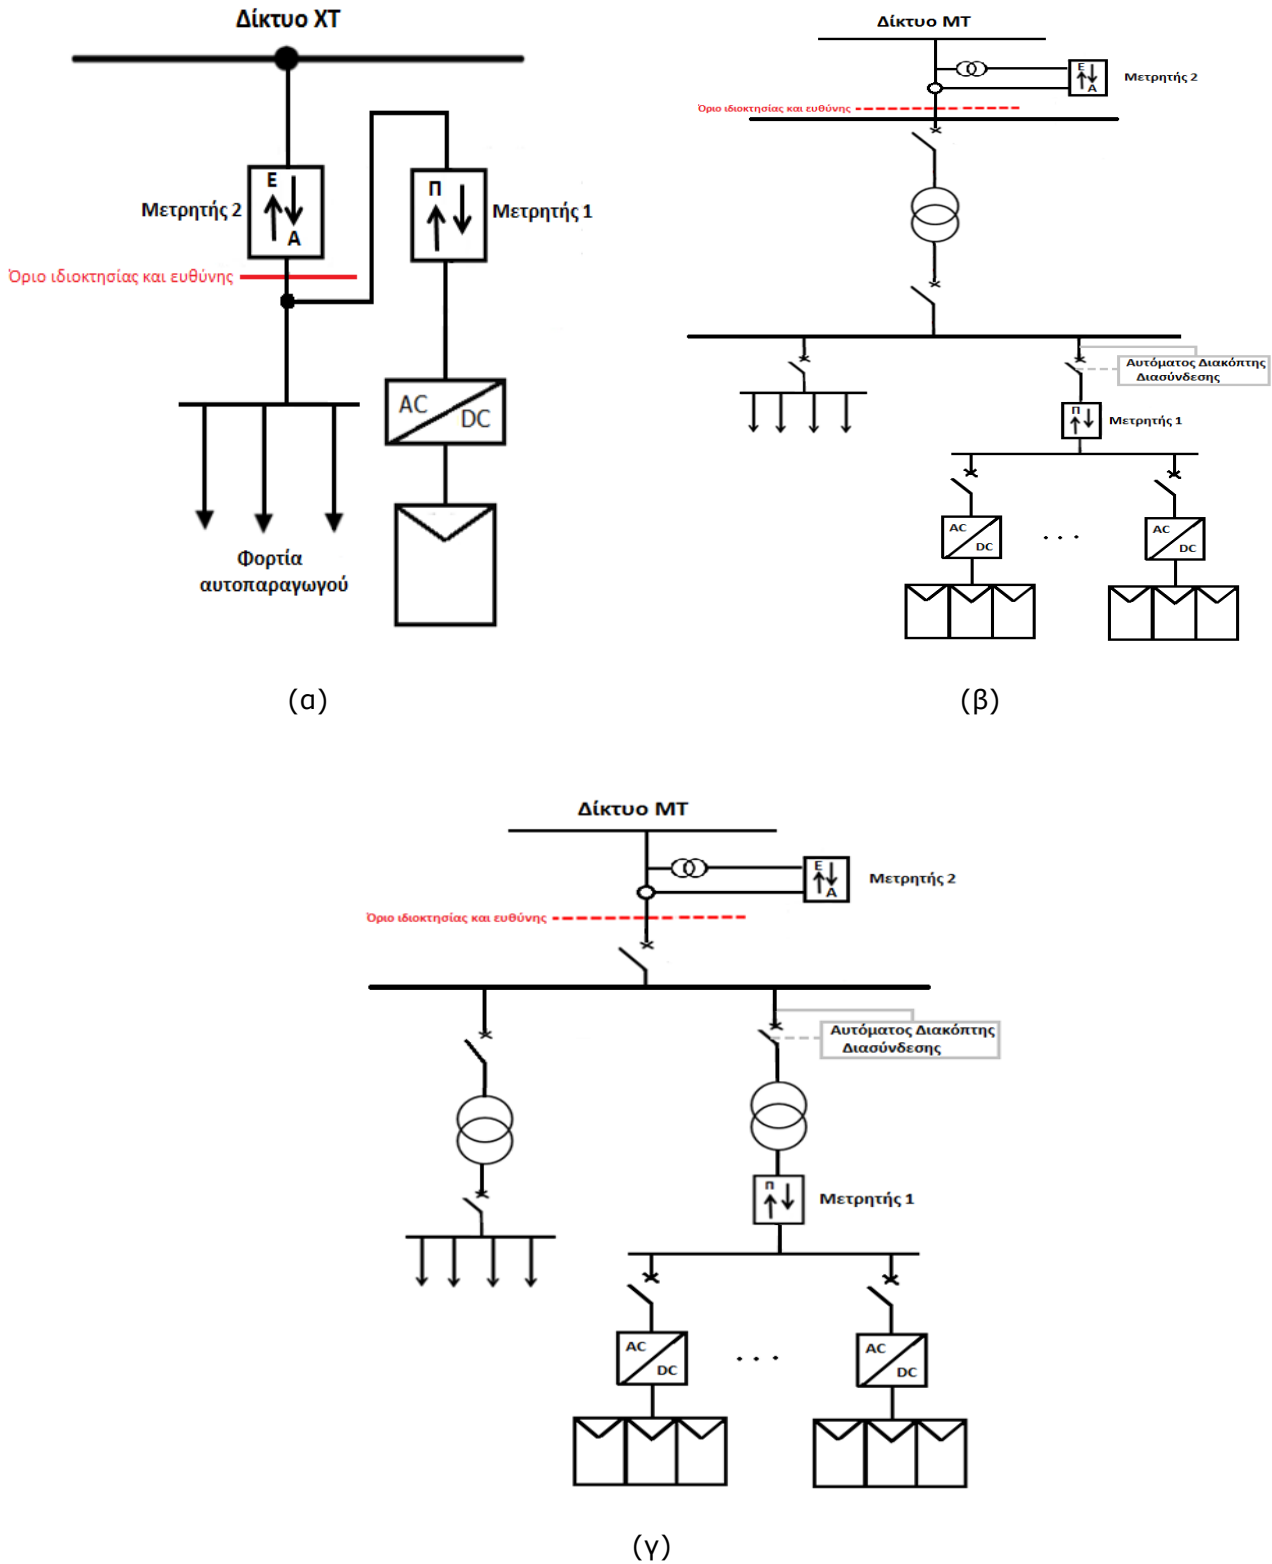 Δίκτυο ΧΤ
Ε
Α
Μετρητής 2
Π
Μετρητής 1
Όριο ιδιοκτησίας και ευθύνης
AC
DC
Φορτία
αυτοπαραγωγού
(α)
Δίκτυο ΜΤ
Ε
Α
Μετρητής 2
Όριο ιδιοκτησίας και ευθύνης
Αυτόματος Διακόπτης
Διασύνδεσης
Π
Μετρητής 1
AC
DC
. . .
AC
DC
(β)
Δίκτυο ΜΤ
Ε
Α
Μετρητής 2
Όριο ιδιοκτησίας και ευθύνης
Αυτόματος Διακόπτης
Διασύνδεσης
Π
Μετρητής 1
AC
DC
. . .
AC
DC
(γ)